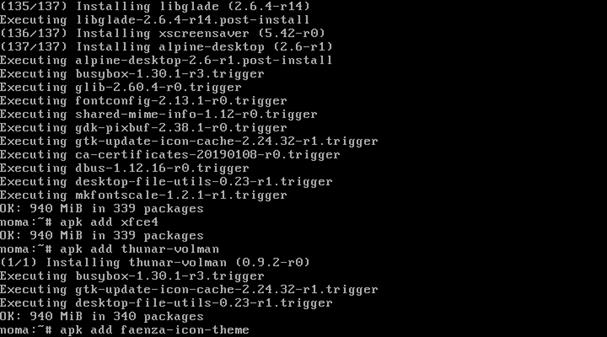 (135/137) Installing libglade (2.6.4-r14)
Executing libglade-2.6.4-r14.post-install
(136/137) Installing xscreensaver (5.42-r0)
(137/137) Installing alpine-desktop (2.6-r1)
Executing alpine-desktop-2.6-r1.post-install
Executing busybox-1.30.1-r3.trigger
Executing glib-2.60.4-r0.trigger
Executing fontconfig-2.13.1-r0.trigger
Executing shared-mime-info-1.12-r0.trigger
Executing gdk-pixbuf-2.38.1-r0.trigger
Executing gtk-update-icon-cache-2.24.32-r1.trigger
Executing ca-certificates-20190108-r0.trigger
Executing dbus-1.12.16-r0.trigger
Executing desktop-file-utils-0.23-r1.trigger
Executing mkfontscale-1.2.1-r1.trigger
OK: 940 MiB in 339 packages
noma:~# apk add xfce4
OK: 940 MiB in 339 packages
noma:~# apk add thunar-volman
(1/1) Installing thunar-volman (0.9.2-r0)
Executing busybox-1.30.1-r3.trigger
Executing gtk-update-icon-cache-2.24.32-r1.trigger
Executing desktop-file-utils-0.23-r1.trigger
OK: 940 MiB in 340 packages
noma:~# apk add faenza-icon-theme